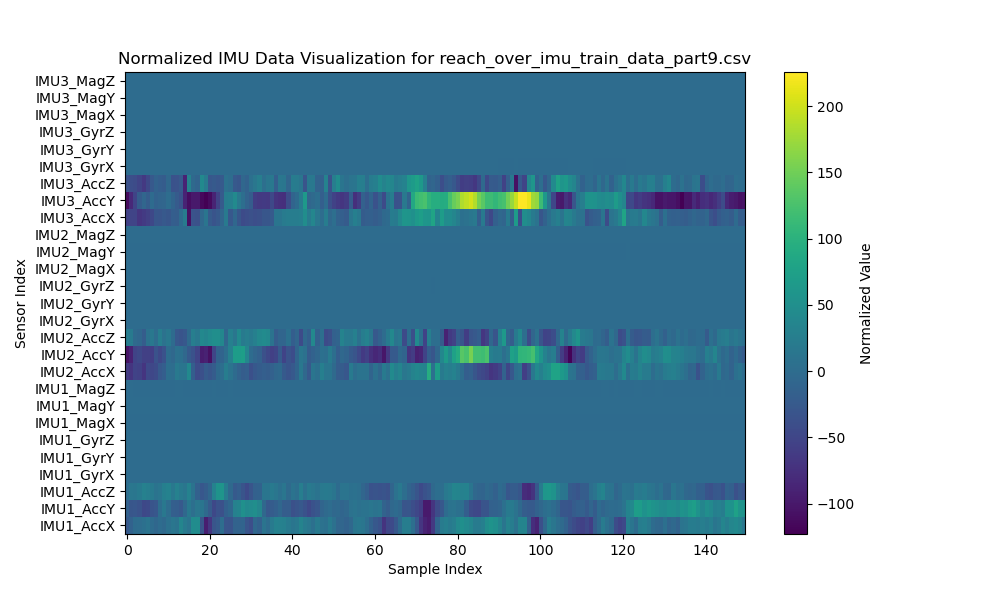 Normalized IMU Data Visualization for reach_over_imu_train_data_part9.csv
IMU3_MagZ
IMU3_MagY
IMU3_MagX
IMU3_GyrZ
IMU3_GyrY
IMU3_GyrX
IMU3_AccZ
IMU3_AccY
IMU3_AccX
IMU2_MagZ
IMU2_MagY
IMU2_MagX
IMU2_GyrZ
IMU2_GyrY
IMU2_GyrX
IMU2_AccZ
IMU2_AccY
IMU2_AccX
IMU1_MagZ
IMU1_MagY
IMU1_MagX
IMU1_GyrZ
IMU1_GyrY
IMU1_GyrX
IMU1_AccZ
IMU1_AccY
IMU1_AccX
Sensor Index
0 20 40 60 80 100 120 140
Sample Index
200
150
100
50
0
−50
−100
Normalized Value